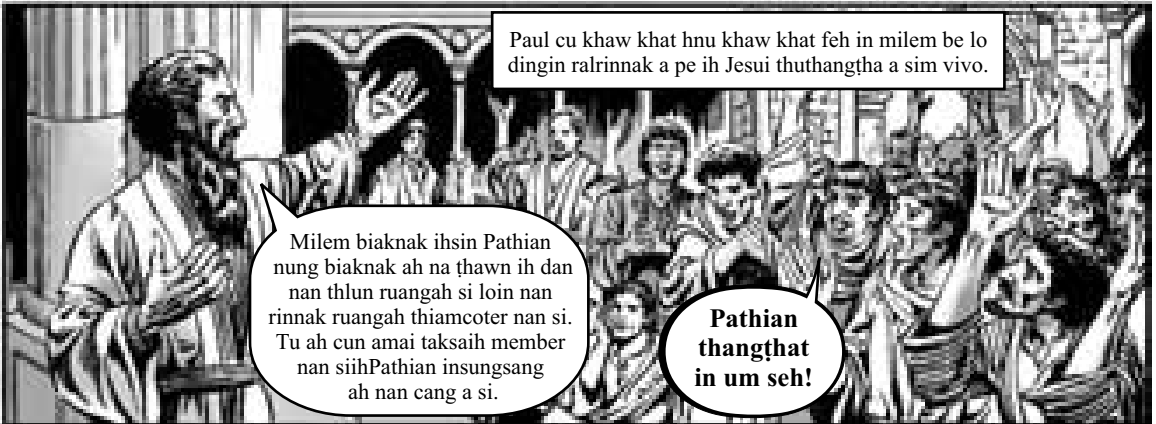 Paul cu khaw khat hnu khaw khat feh in milem be lo
dingin ralrinnak a pe ih Jesui thuthangṭha a sim vivo.
Milem biaknak ihsin Pathian
nung biaknak ah na ṭhawn ih dan
nan thlun ruangah si loin nan
rinnak ruangah thiamcoter nan si.
Tu ah cun amai taksaih member
nan siihPathian insungsang
ah nan cang a si.
Pathian
thangṭhat
in um seh!